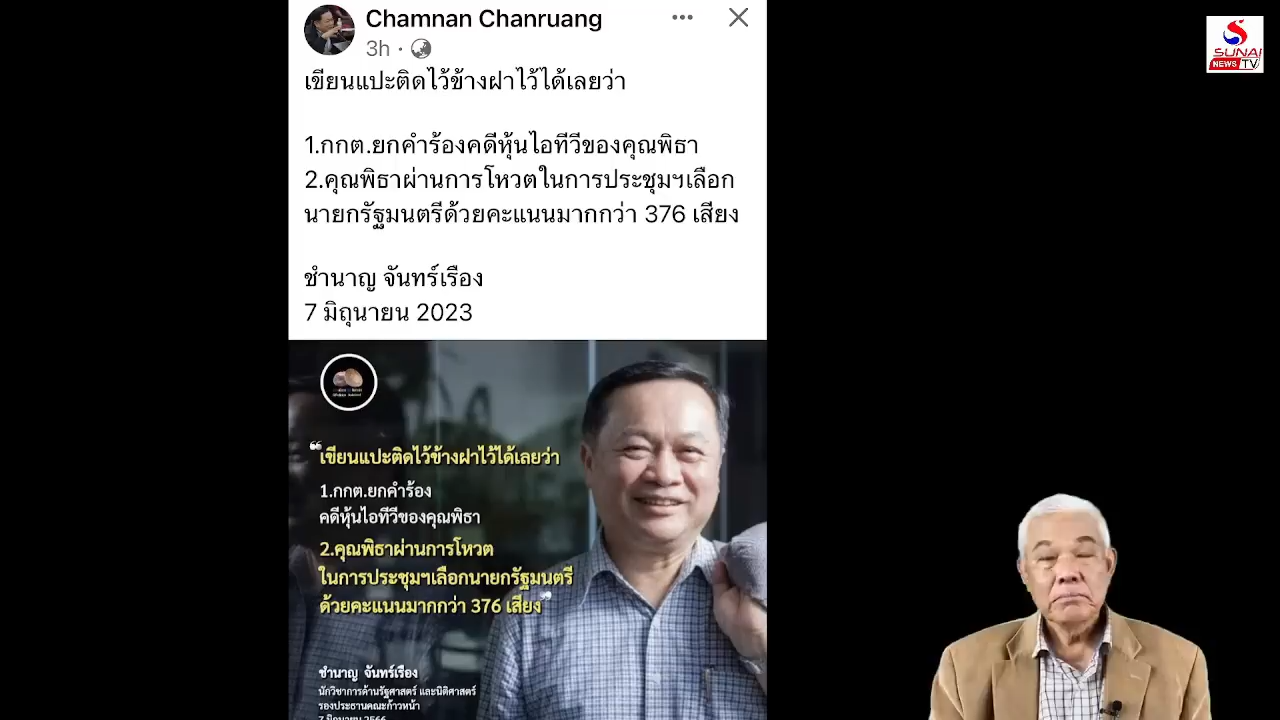 Chamnan Chanruang
3h ·
SUNAI
NEWS TV
เขียนแปะติดไว้ข้างฝาไว้ได้เลยว่า
1.กกต.ยกคำร้องคดีหุ้นไอทีวีของคุณพิธา
2.คุณพิธาผ่านการโหวตในการประชุมฯเลือก
นายกรัฐมนตรีด้วยคะแนนมากกว่า 376 เสียง
ชำนาญ จันทร์เรือง
7 มิถุนายน 2023
“เขียนแปะติดไว้ข้างฝาไว้ได้เลยว่า
1.กกต.ยกคำร้อง
คดีหุ้นไอทีวีของคุณพิธา
2.คุณพิธาผ่านการโหวต
ในการประชุมฯเลือกนายกรัฐมนตรี
ด้วยคะแนนมากกว่า 376 เสียง”
ชำนาญ จันทร์เรือง
นักวิชาการด้านรัฐศาสตร์ และนิติศาสตร์
รองประธานคณะก้าวหน้า
7 มิถุนายน 2566